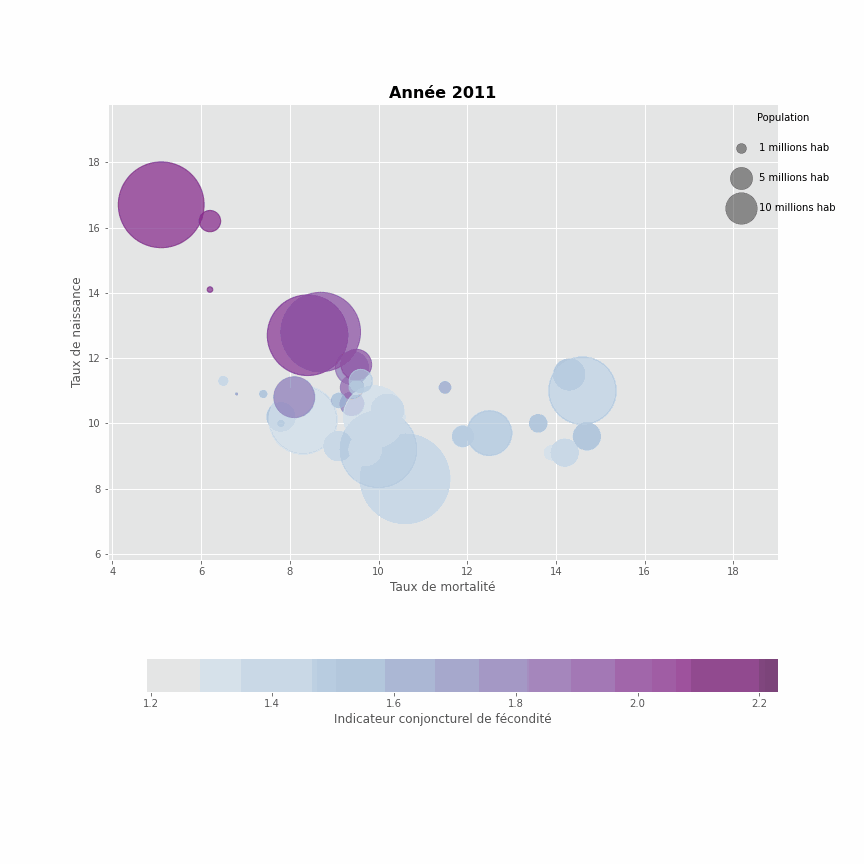 Année 2011
Population
1 millions hab
5 millions hab
10 millions hab
Taux de naissance
18
16
14
12
10
8
6
4 6 8 10 12 14 16 18
Taux de mortalité
1.2 1.4 1.6 1.8 2.0 2.2
Indicateur conjoncturel de fécondité